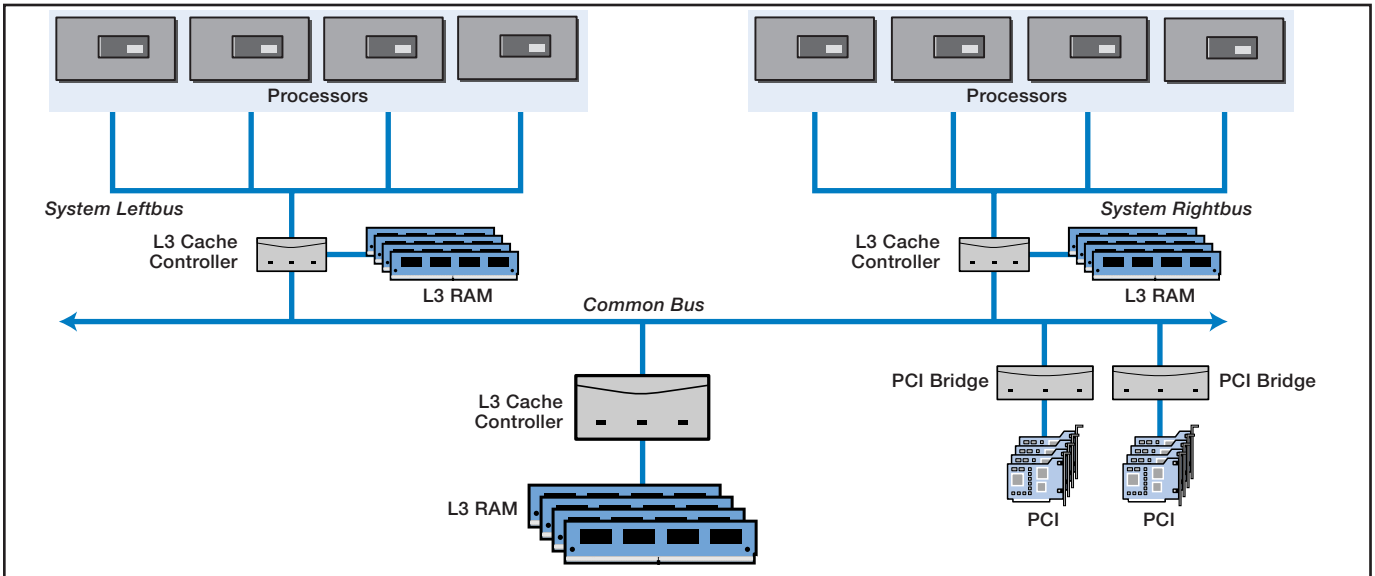 Processors
Processors
System Leftbus
System Rightbus
L3 Cache
Controller
L3 RAM
L3 Cache
Controller
L3 RAM
Common Bus
L3 Cache
Controller
L3 RAM
PCI Bridge
PCI Bridge
PCI
PCI